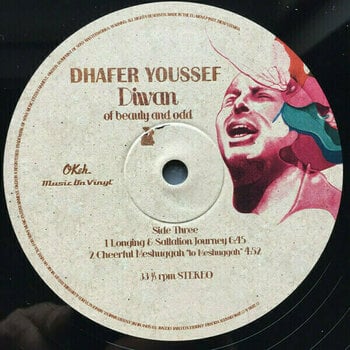 DHAFER YOUSSEF
Diwan
of beauty and odd
OKeh
Music On Vinyl
Side Three
1 Longing & Saltation Journey 6:45
2 Cheerful Meshuggah "to Meshuggah" 4:52
33 ⅓ rpm STEREO